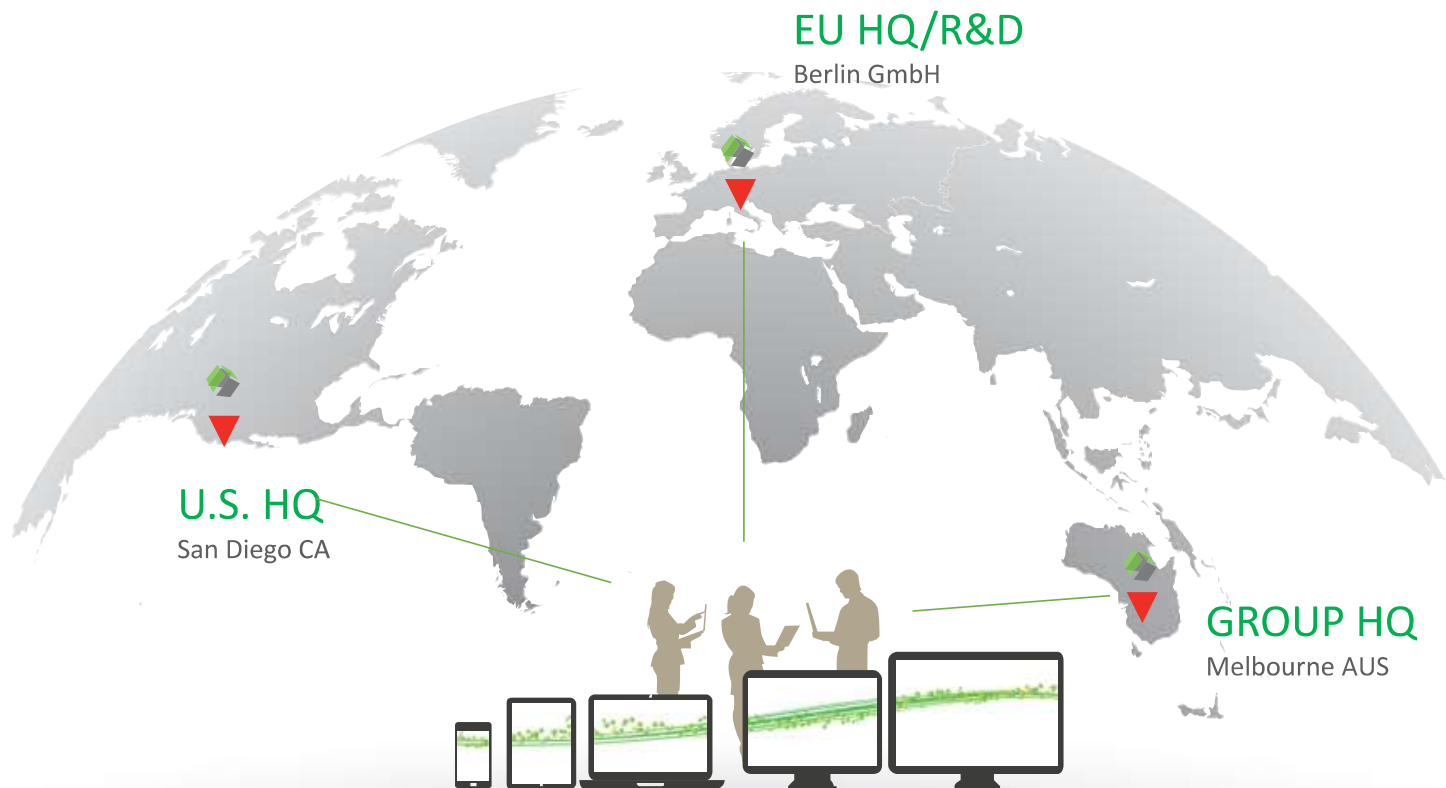 EU HQ/R&D
Berlin GmbH
U.S. HQ
San Diego CA
GROUP HQ
Melbourne AUS